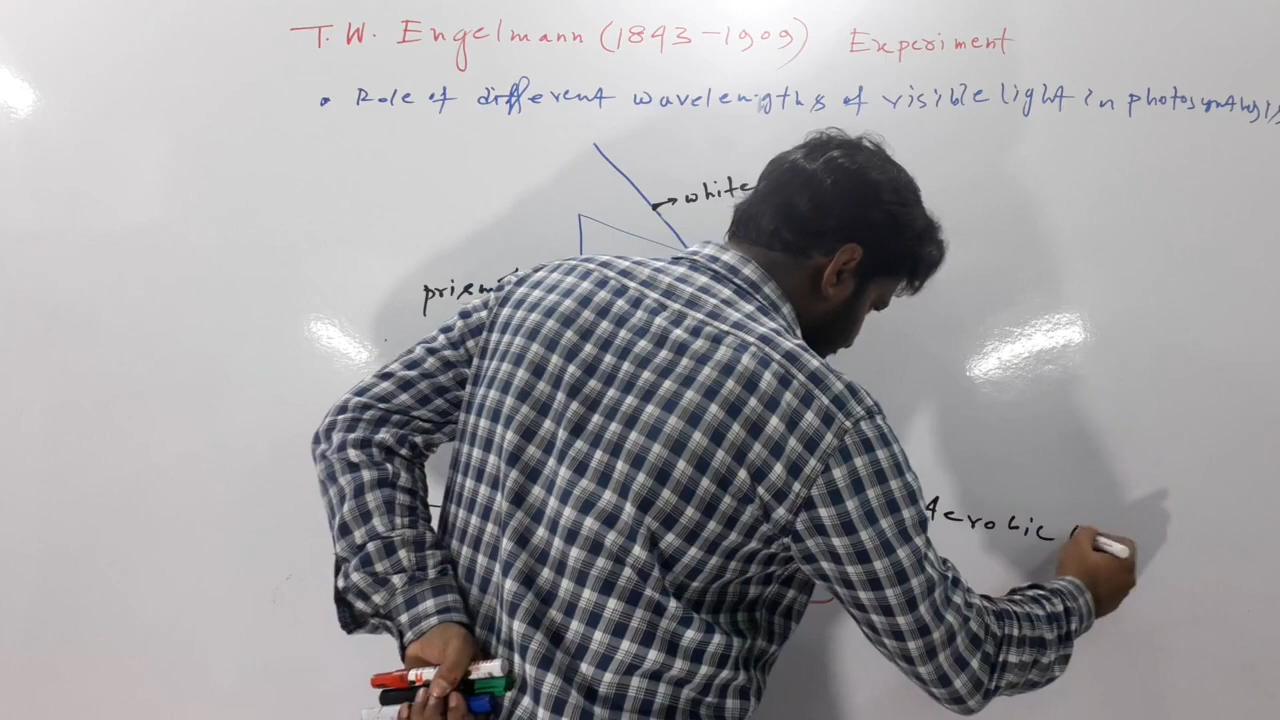 T. W. Engelmann (1843-1909) Experiment
• Role of different wavelengths of visible light in photosynthesis
white
prism
Aerobic